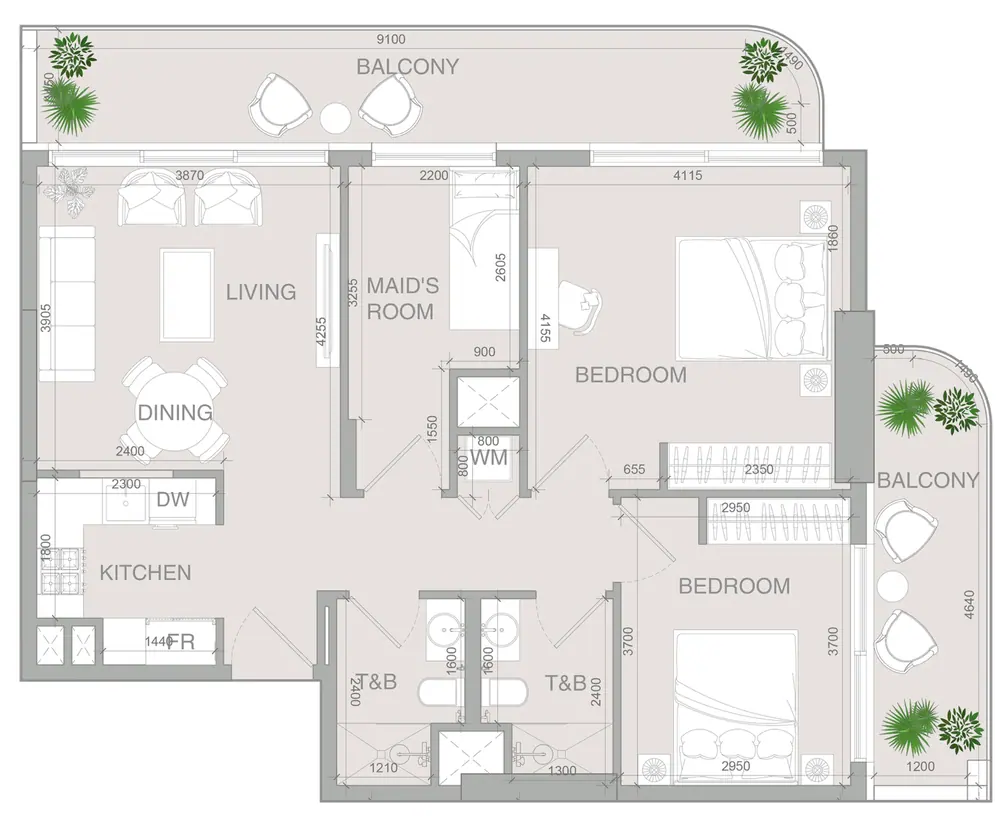 9100
BALCONY
1490
500
3870
2200
4115
1860
2605
MAID'S
ROOM
3255
LIVING
3905
4255
4155
500
1490
900
BEDROOM
DINING
1550
2400
800
WM
800
655
2350
BALCONY
2300
DW
2950
1800
KITCHEN
BEDROOM
4640
1440
FR
3700
3700
1600
1600
T&B
2400
T&B
2400
1210
1300
2950
1200